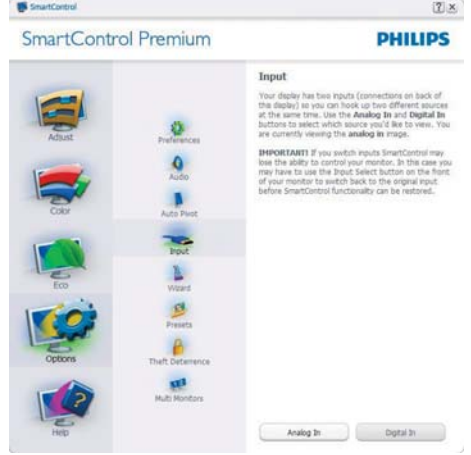 SmartControl
SmartControl Premium
PHILIPS
Adjust
Color
Eco
Options
Help
Preferences
Audio
Auto Pivot
Input
Wizard
Presets
Theft Deterrence
Multi Monitors
Input
Your display has two inputs (connections on back of
this display) so you can hook up two different sources
at the same time. Use the Analog In and Digital In
buttons to select which source you'd like to view. You
are currently viewing the analog in image.
IMPORTANT! If you switch inputs SmartControl may
lose the ability to control your monitor. In this case you
may have to use the Input Select button on the front
of your monitor to switch back to the original input
before SmartControl functionality can be restored.
Analog In
Digital In